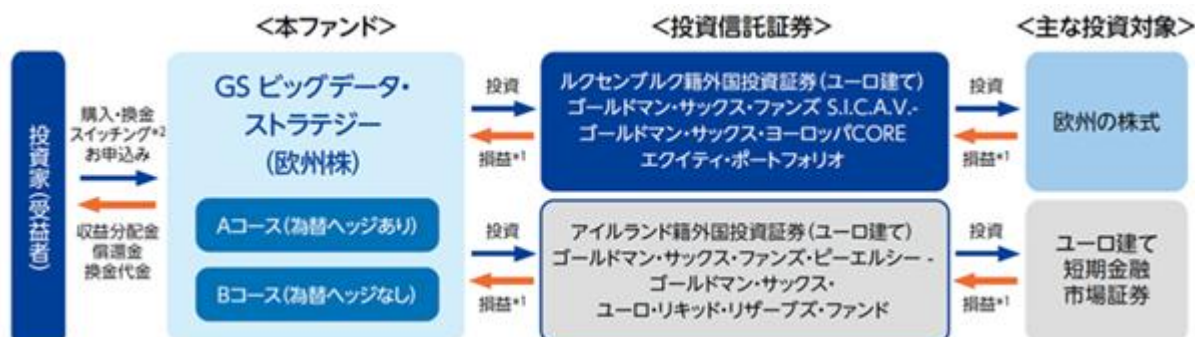 ＜本ファンド＞
＜投資信託証券＞
＜主な投資対象＞
投資家（受益者）
購入・換金
スイッチング*2
お申込み
収益分配金
償還金
換金代金
GS ビッグデータ・
ストラテジー
（欧州株）
Aコース（為替ヘッジあり）
Bコース（為替ヘッジなし）
投資
損益*1
投資
損益*1
ルクセンブルク籍外国投資証券（ユーロ建て）
ゴールドマン・サックス・ファンズ S.I.C.A.V.-
ゴールドマン・サックス・ヨーロッパCORE
エクイティ・ポートフォリオ
アイルランド籍外国投資証券（ユーロ建て）
ゴールドマン・サックス・ファンズ・ピーエルシー -
ゴールドマン・サックス・
ユーロ・リキッド・リザーブズ・ファンド
投資
損益*1
投資
損益*1
欧州の株式
ユーロ建て
短期金融
市場証券